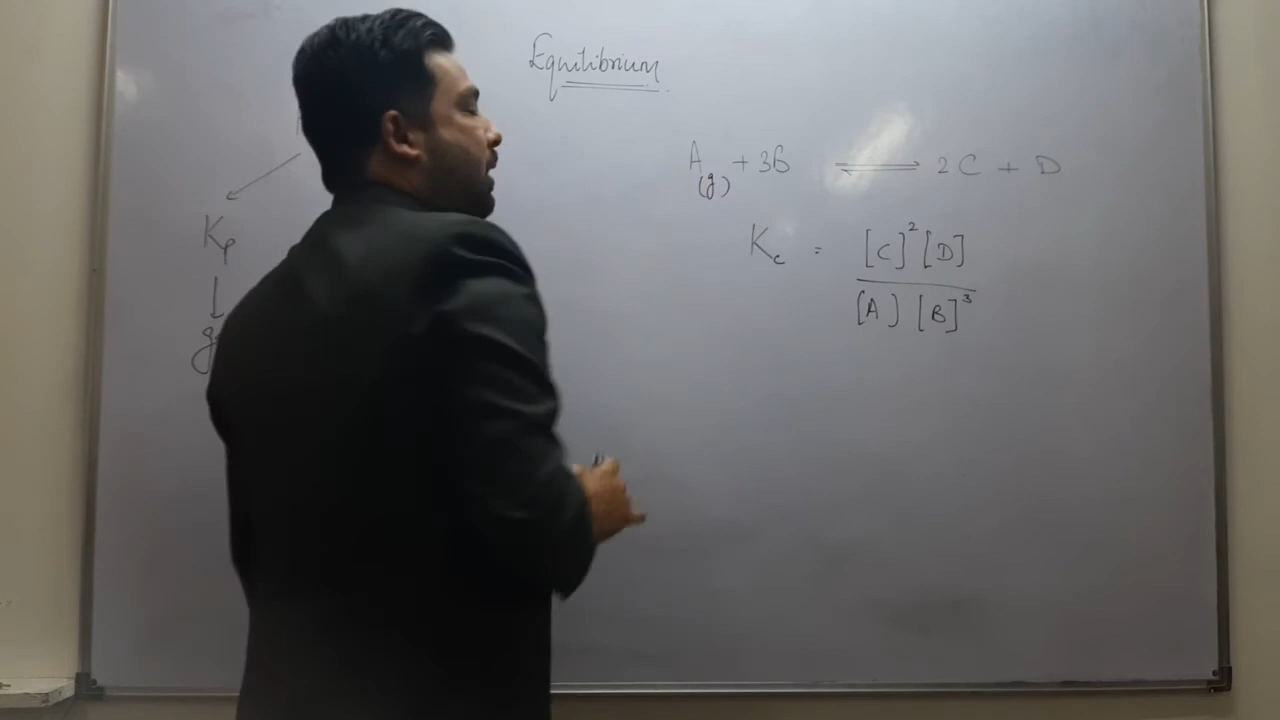 Equilibrium
A(g) + 3B ⇌ 2C + D
Kp
↓
g
Kc = [C]²[D] / [A] [B]³